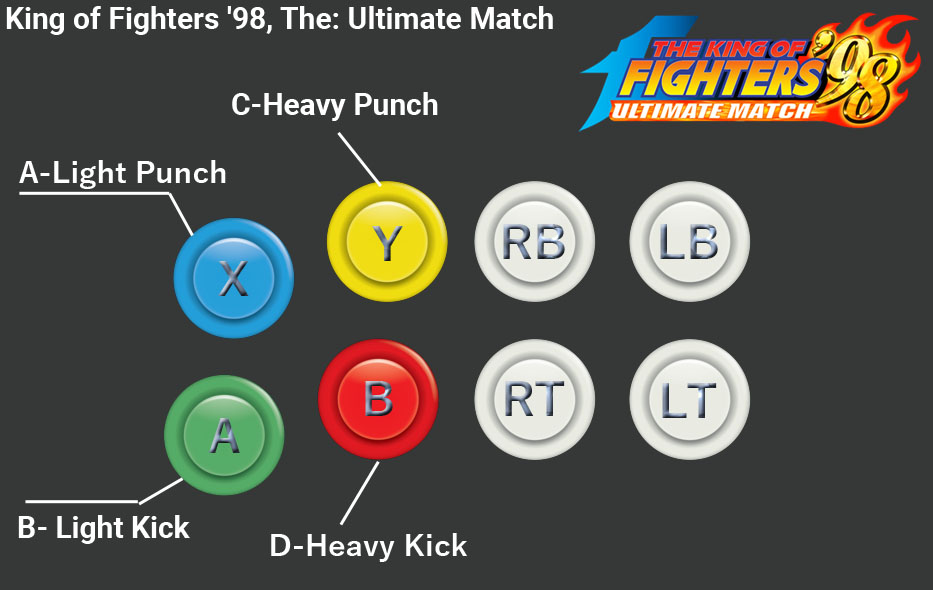 King of Fighters '98, The: Ultimate Match
THE KING OF
FIGHTERS '98
ULTIMATE MATCH
C-Heavy Punch
A-Light Punch
X
Y
RB
LB
A
B
RT
LT
B- Light Kick
D-Heavy Kick